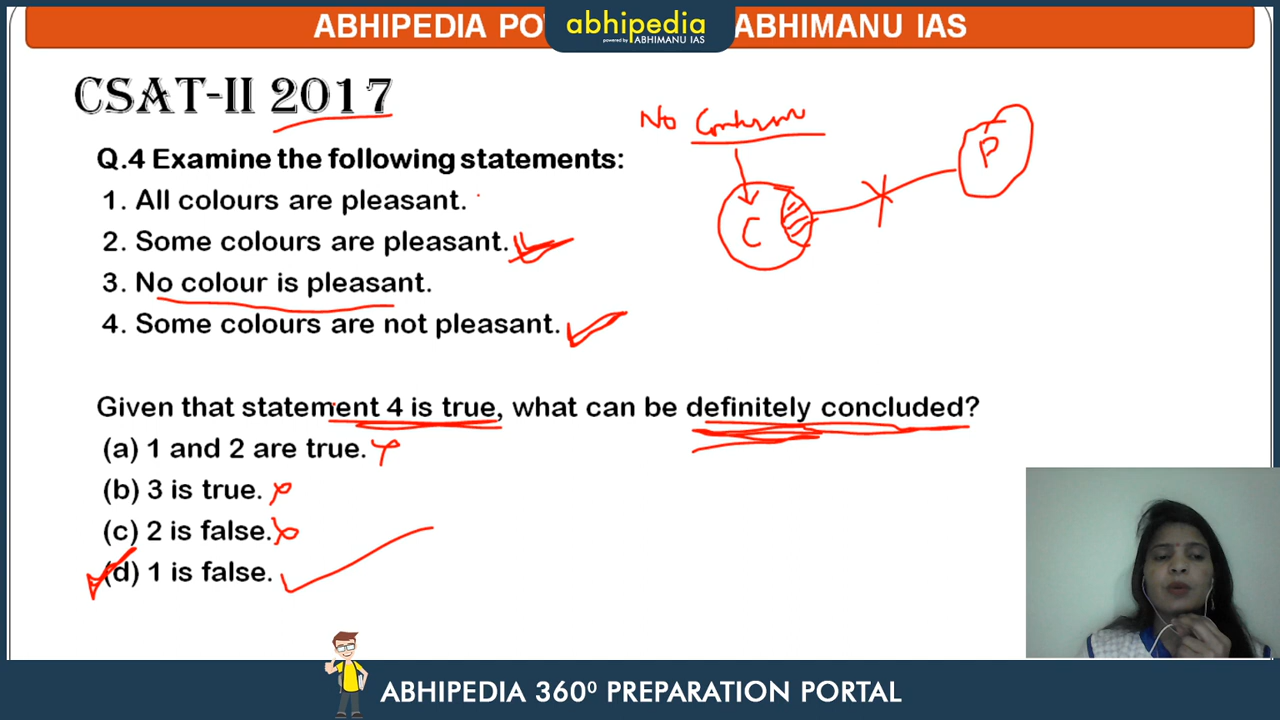 ABHIPEDIA PO ABHIMANU IAS
abhipedia
powered by ABHIMANU IAS
CSAT-II 2017
No
P
C
Q.4 Examine the following statements:
1. All colours are pleasant.
2. Some colours are pleasant.
3. No colour is pleasant.
4. Some colours are not pleasant.
Given that statement 4 is true, what can be definitely concluded?
(a) 1 and 2 are true.
(b) 3 is true.
(c) 2 is false.
(d) 1 is false.
ABHIPEDIA 360⁰ PREPARATION PORTAL